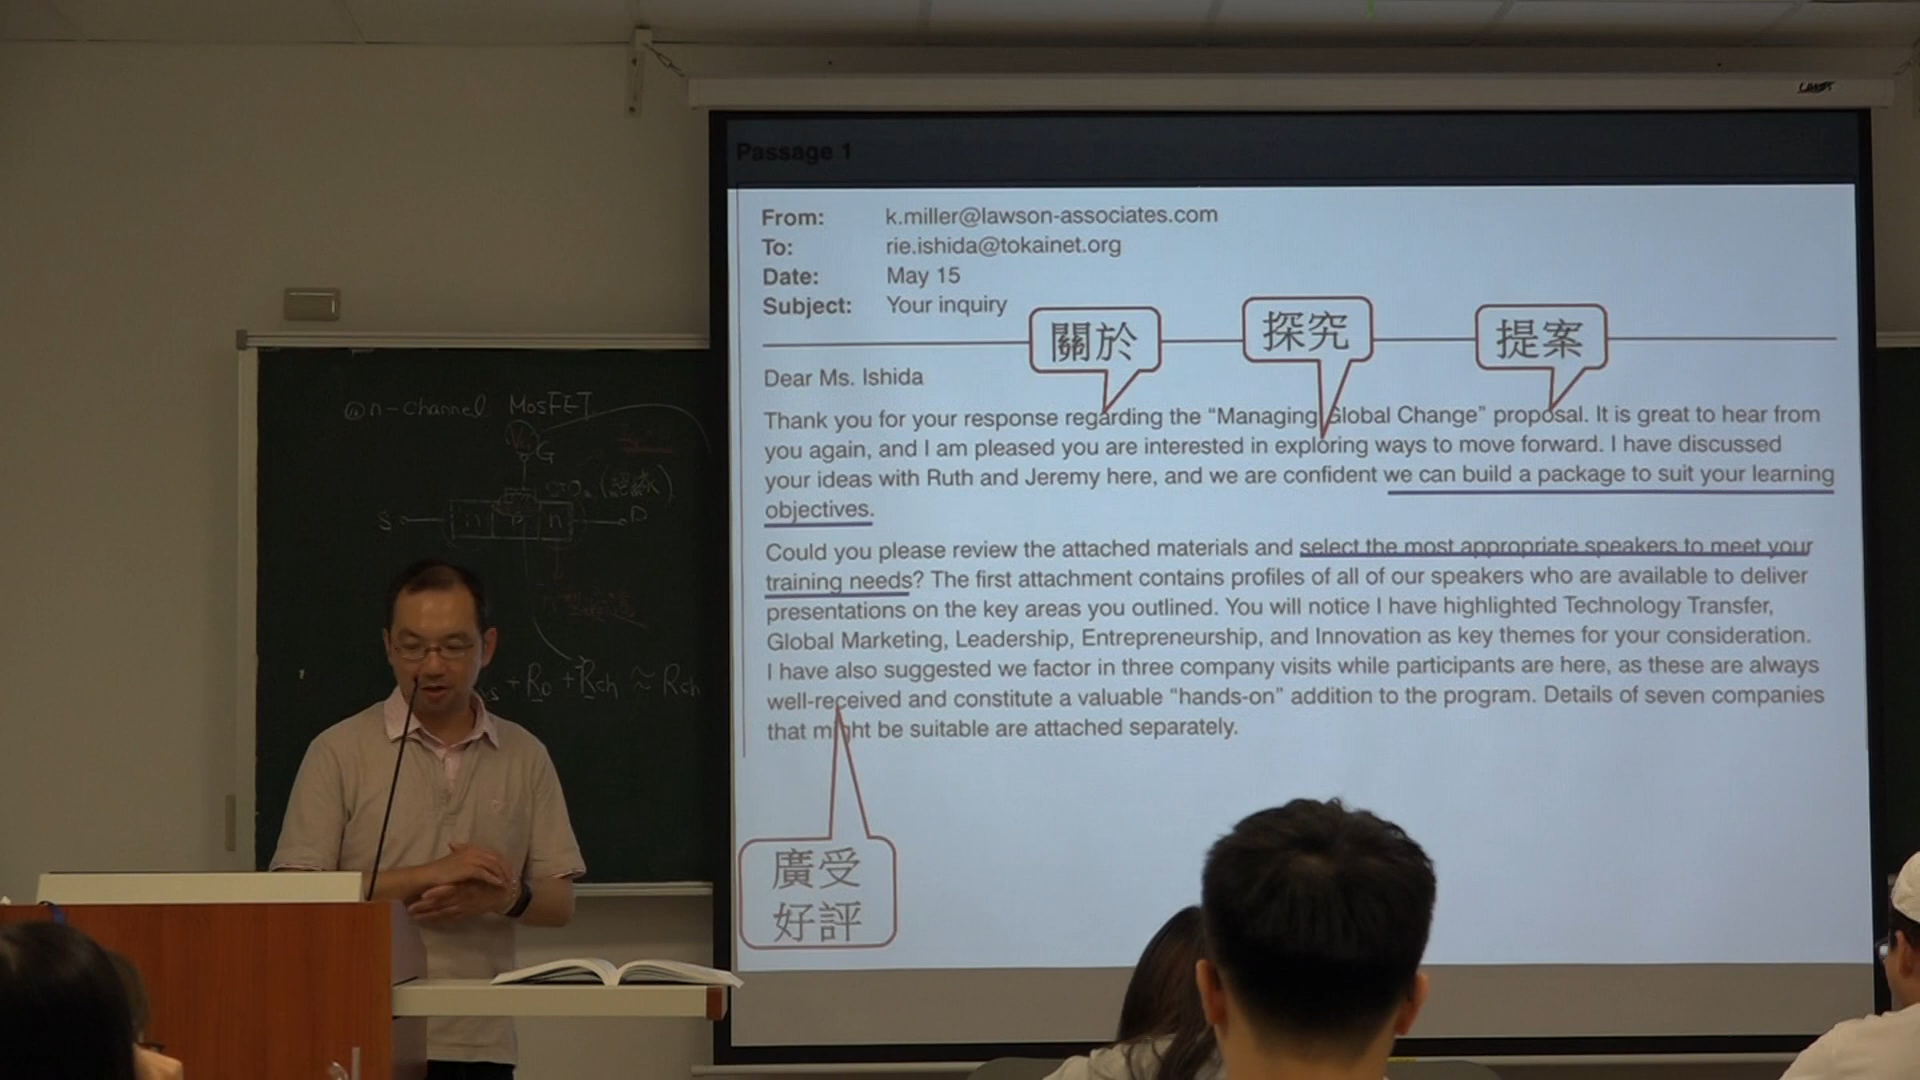 Passage 1
From: k.miller@lawson-associates.com
To: rie.ishida@tokainet.org
Date: May 15
Subject: Your inquiry
關於
探究
提案
Dear Ms. Ishida
Thank you for your response regarding the “Managing Global Change” proposal. It is great to hear from
you again, and I am pleased you are interested in exploring ways to move forward. I have discussed
your ideas with Ruth and Jeremy here, and we are confident we can build a package to suit your learning
objectives.
Could you please review the attached materials and select the most appropriate speakers to meet your
training needs? The first attachment contains profiles of all of our speakers who are available to deliver
presentations on the key areas you outlined. You will notice I have highlighted Technology Transfer,
Global Marketing, Leadership, Entrepreneurship, and Innovation as key themes for your consideration.
I have also suggested we factor in three company visits while participants are here, as these are always
well-received and constitute a valuable “hands-on” addition to the program. Details of seven companies
that might be suitable are attached separately.
廣受
好評
n-channel MosFET
G
S
n P n
D
+ R0 + Rch ≈ Rch